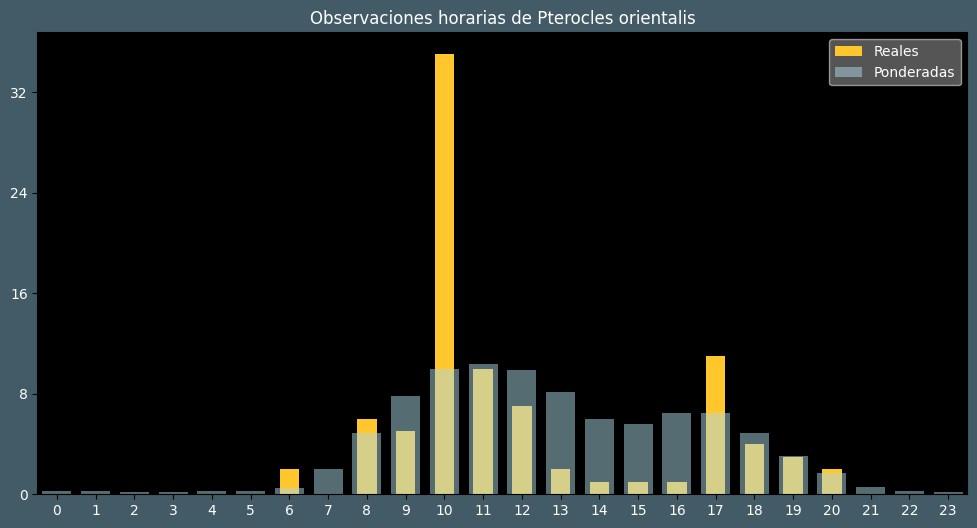 Observaciones horarias de Pterocles orientalis
Reales
Ponderadas
32
24
16
8
0
0 1 2 3 4 5 6 7 8 9 10 11 12 13 14 15 16 17 18 19 20 21 22 23